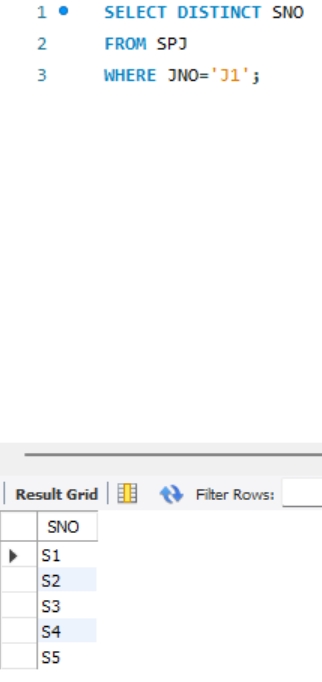 1 SELECT DISTINCT SNO
2 FROM SPJ
3 WHERE JNO='J1';
Result Grid Filter Rows:
SNO
S1
S2
S3
S4
S5